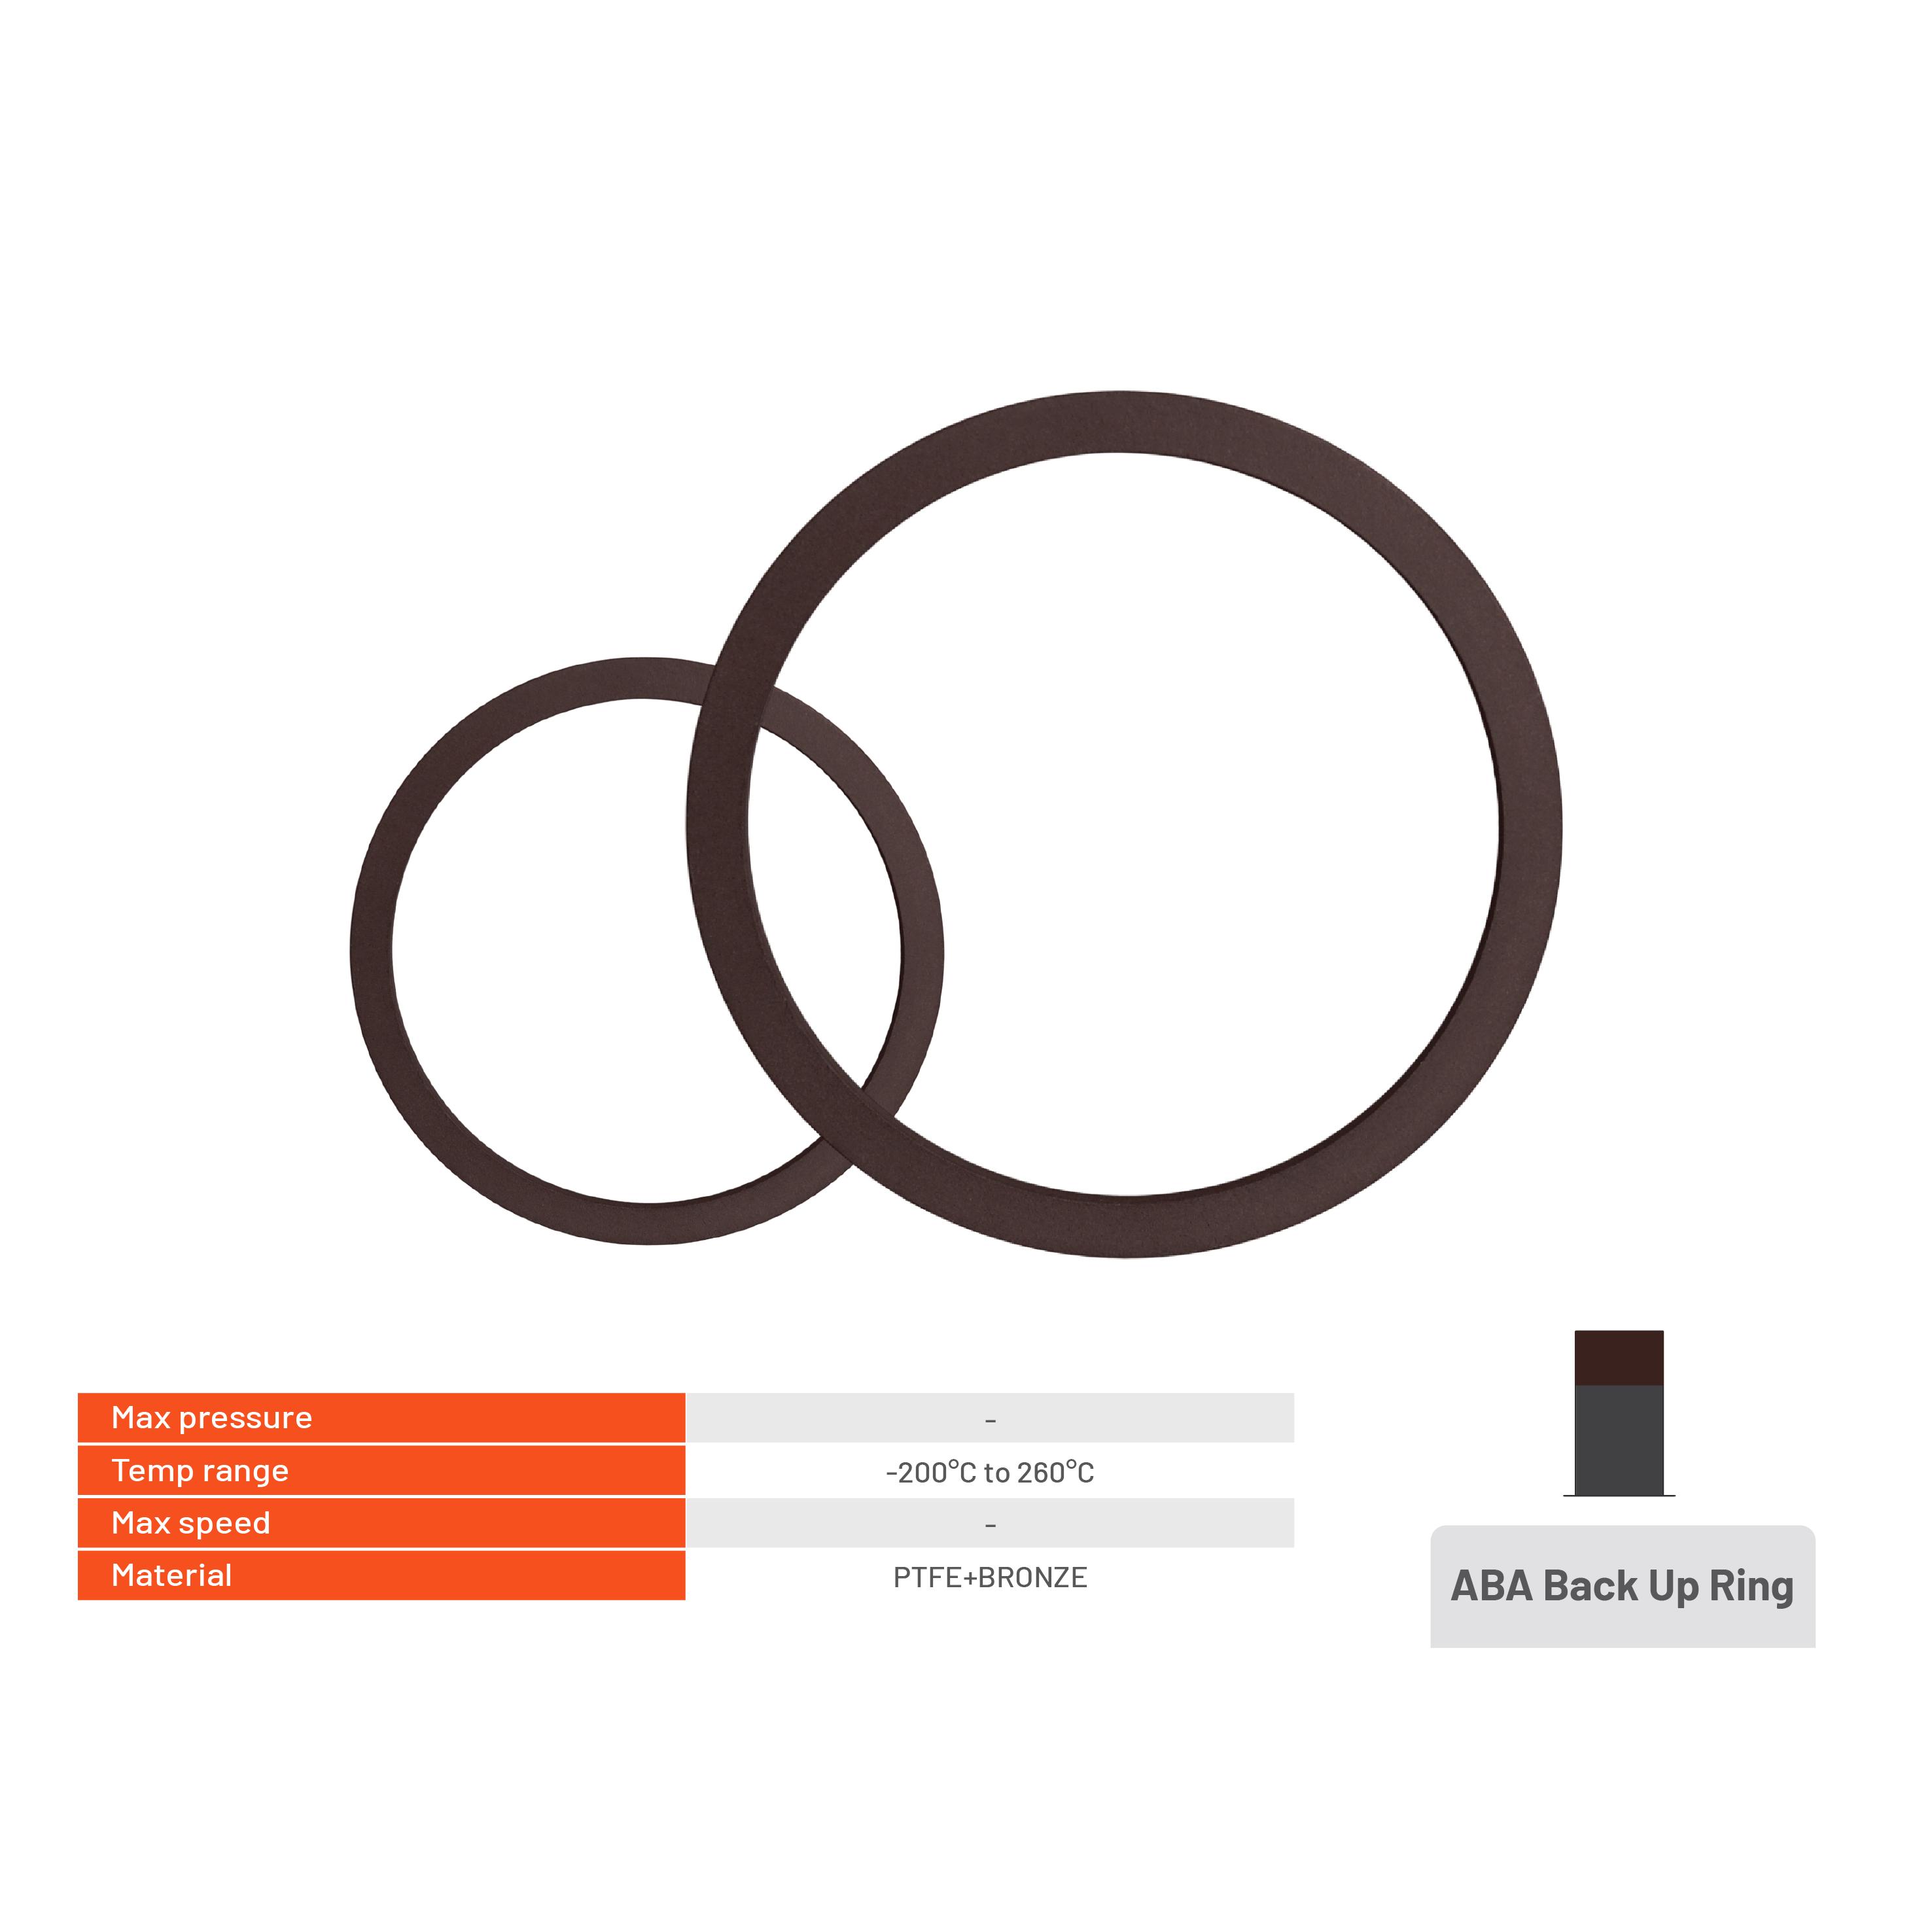 Max pressure -
Temp range -200°C to 260°C
Max speed -
Material PTFE+BRONZE
ABA Back Up Ring